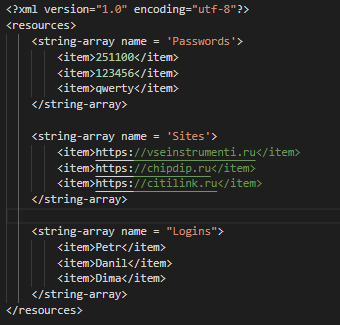 <?xml version="1.0" encoding="utf-8"?>
<resources>
<string-array name = 'Passwords'>
<item>251100</item>
<item>123456</item>
<item>qwerty</item>
</string-array>
<string-array name = 'Sites'>
<item>https://vseinstrumenti.ru</item>
<item>https://chipdip.ru</item>
<item>https://citilink.ru</item>
</string-array>
<string-array name = "Logins">
<item>Petr</item>
<item>Danil</item>
<item>Dima</item>
</string-array>
</resources>